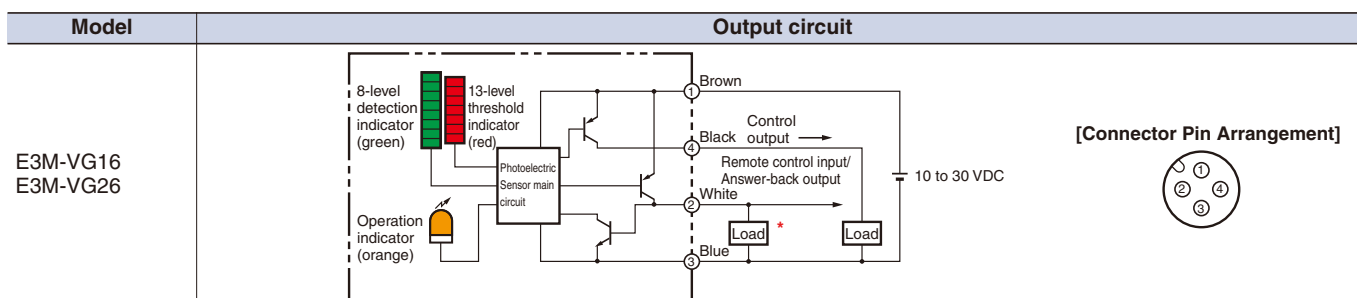 Model
Output circuit
E3M-VG16
E3M-VG26
8-level
detection
indicator
(green)
13-level
threshold
indicator
(red)
Photoelectric
Sensor main
circuit
Operation
indicator
(orange)
1
Brown
Control
output
4
Black
Remote control input/
Answer-back output
2
White
Load
*
Load
3
Blue
10 to 30 VDC
[Connector Pin Arrangement]
1
2
4
3